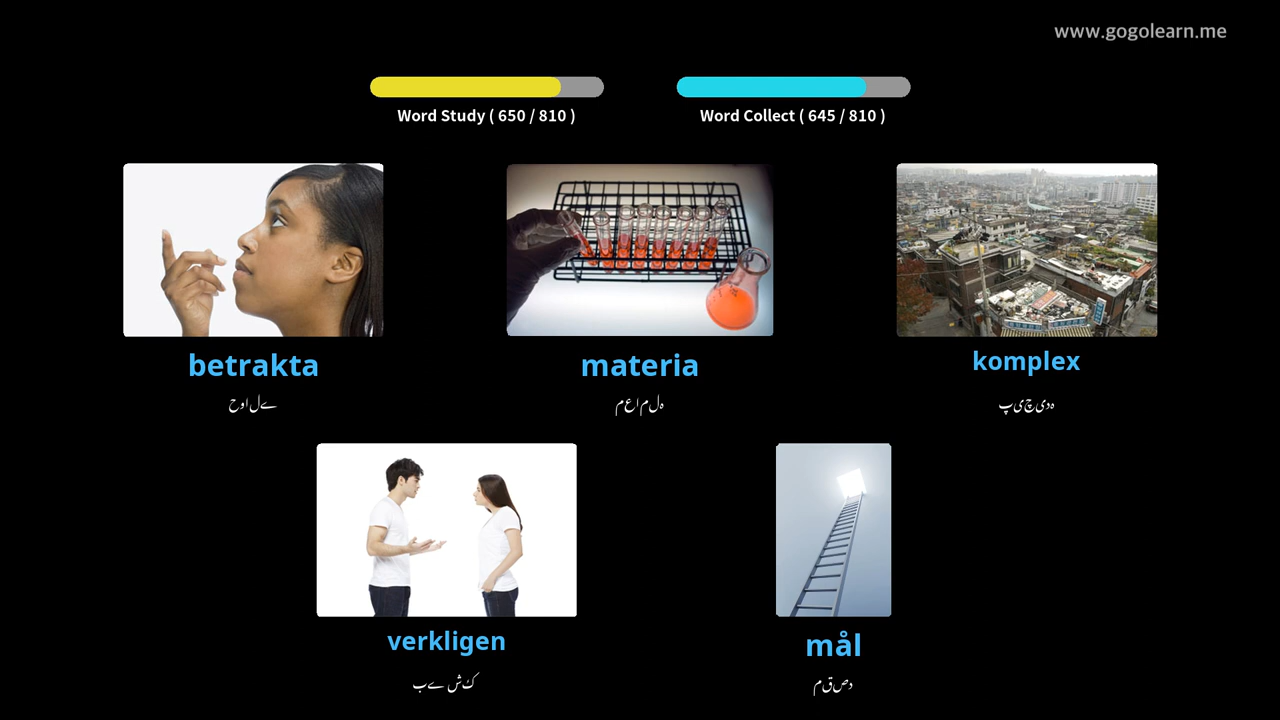 www.gogolearn.me
Word Study ( 650 / 810 )
Word Collect ( 645 / 810 )
betrakta
materia
komplex
حوالے
معاملہ
پیچیدہ
verkligen
mål
بے شک
مقصد